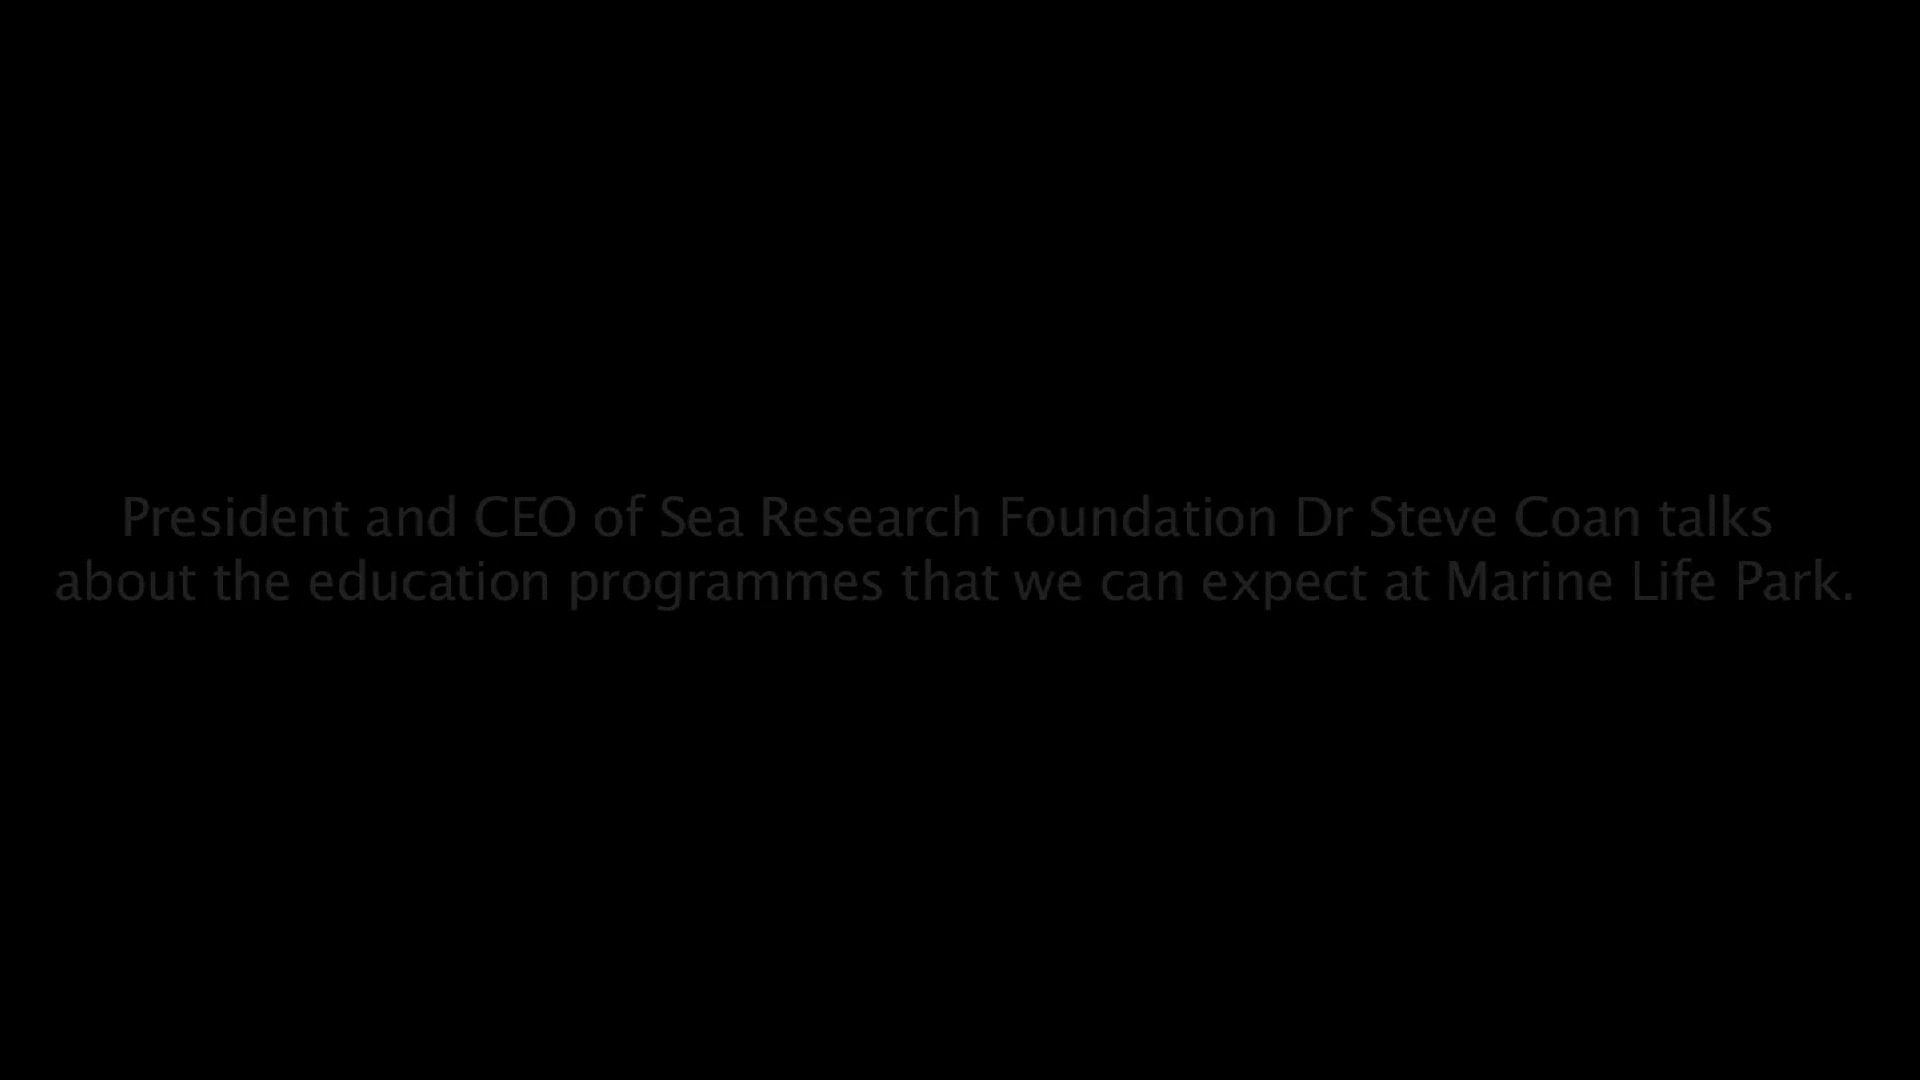 President and CEO of Sea Research Foundation Dr Steve Coan talks
about the education programmes that we can expect at Marine Life Park.